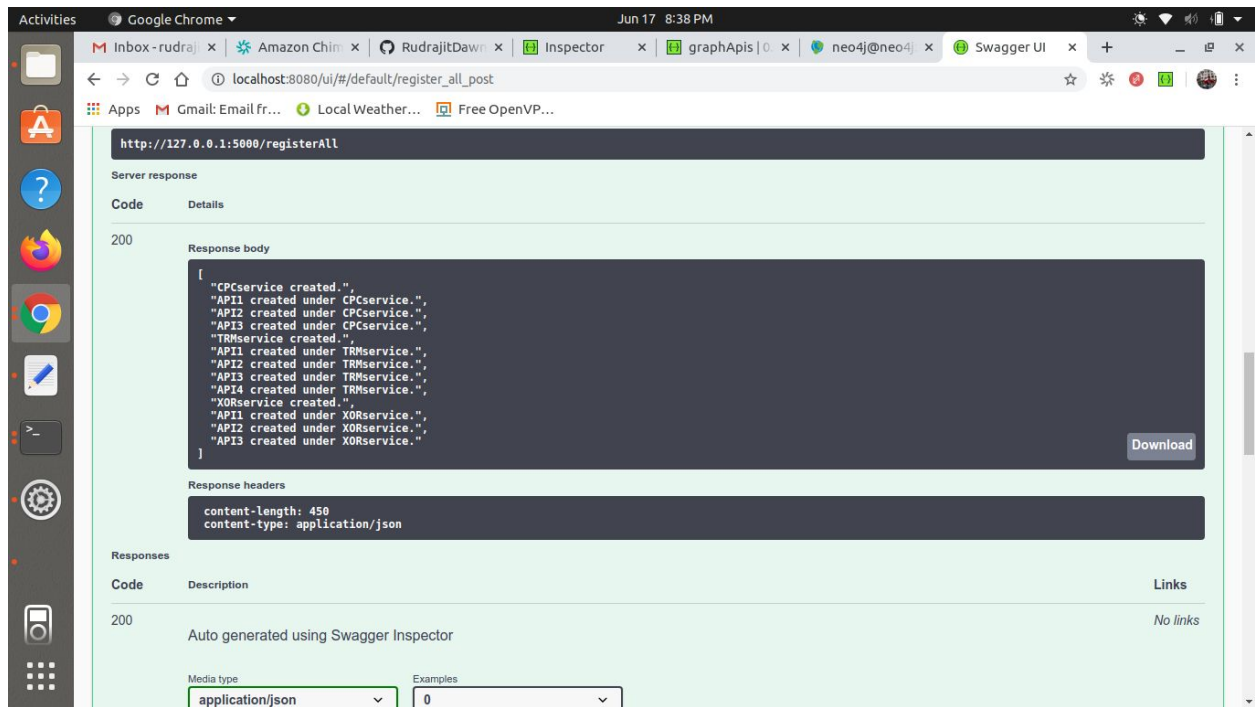 Activities
Google Chrome
Jun 17 8:38 PM
Inbox - rudraj
Amazon Chim
RudrajitDawn
Inspector
graphApis | 0.
neo4j@neo4j
Swagger UI
localhost:8080/ui/#/default/register_all_post
Apps
Gmail: Email fr...
Local Weather...
Free OpenVP...
http://127.0.0.1:5000/registerAll
Server response
Code Details
200
Response body
[
"CPCservice created.",
"API1 created under CPCservice.",
"API2 created under CPCservice.",
"API3 created under CPCservice.",
"TRMservice created.",
"API1 created under TRMservice.",
"API2 created under TRMservice.",
"API3 created under TRMservice.",
"API4 created under TRMservice.",
"XORservice created.",
"API1 created under XORservice.",
"API2 created under XORservice.",
"API3 created under XORservice."
]
Download
Response headers
content-length: 450
content-type: application/json
Responses
Code Description Links
200 No links
Auto generated using Swagger Inspector
Media type Examples
application/json 0